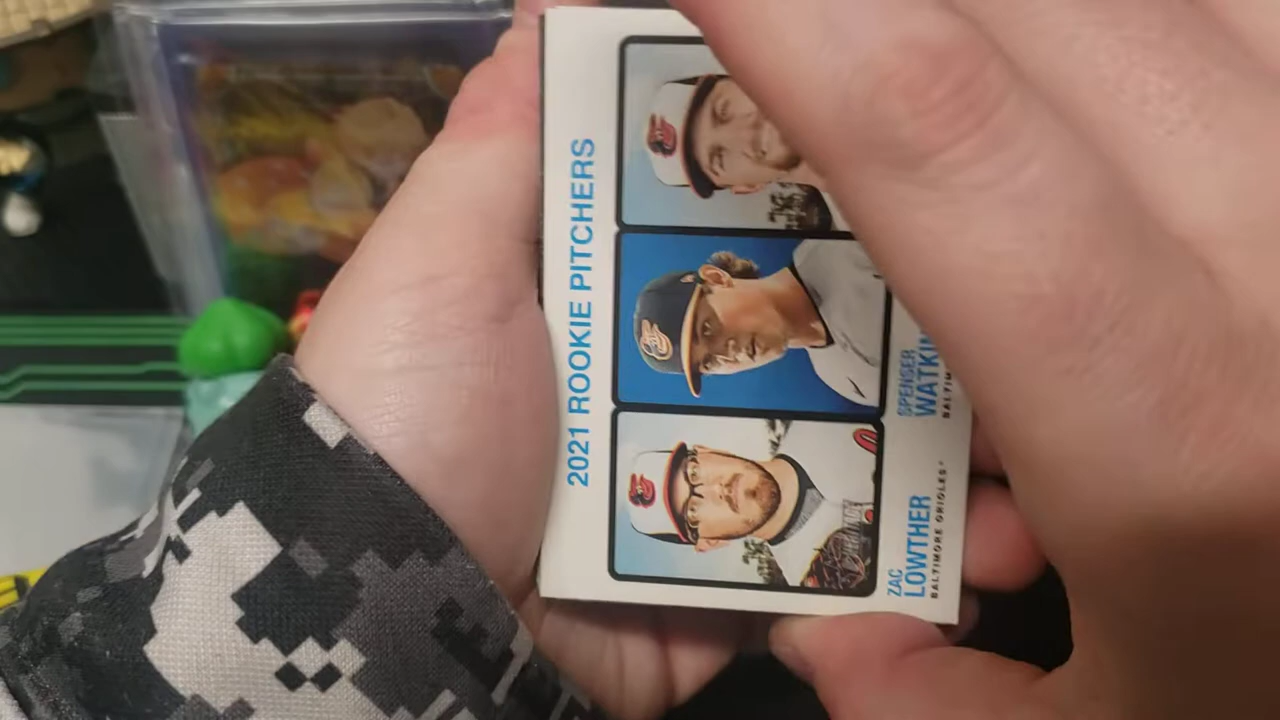 2021 ROOKIE PITCHERS
ZAC
LOWTHER
BALTIMORE ORIOLES®
SPENSER